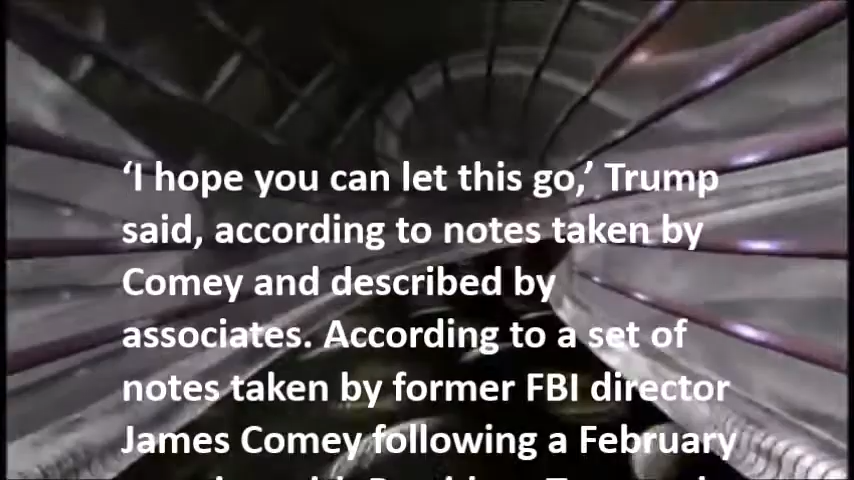 ‘I hope you can let this go,’ Trump
said, according to notes taken by
Comey and described by
associates. According to a set of
notes taken by former FBI director
James Comey following a February